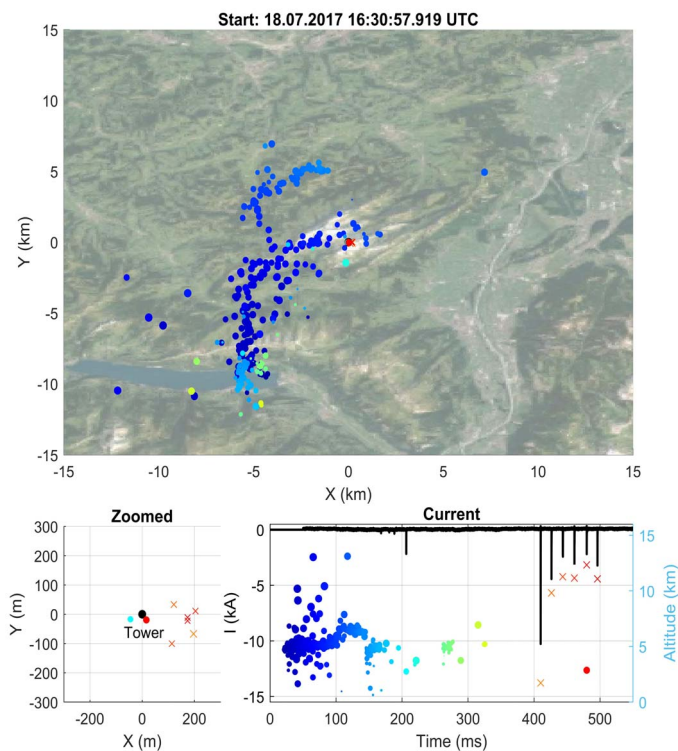 Start: 18.07.2017 16:30:57.919 UTC
15
10
5
0
-5
-10
-15
Y (km)
-15 -10 -5 0 5 10 15
X (km)
Zoomed
300
200
100
0
-100
-200
-300
Y (m)
Tower
-200 0 200
X (m)
Current
0
-5
-10
-15
I (kA)
15
10
5
0
Altitude (km)
0 100 200 300 400 500
Time (ms)